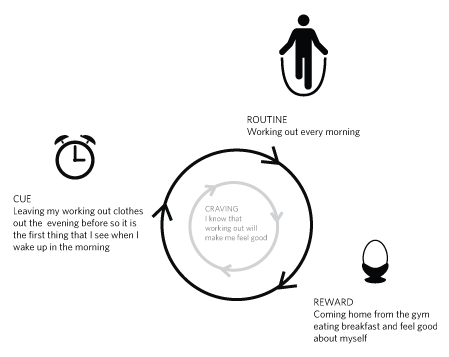 ROUTINE
Working out every morning
CUE
Leaving my working out clothes
out the evening before so it is
the first thing that I see when I
wake up in the morning
CRAVING
I know that
working out will
make me feel good
REWARD
Coming home from the gym
eating breakfast and feel good
about myself